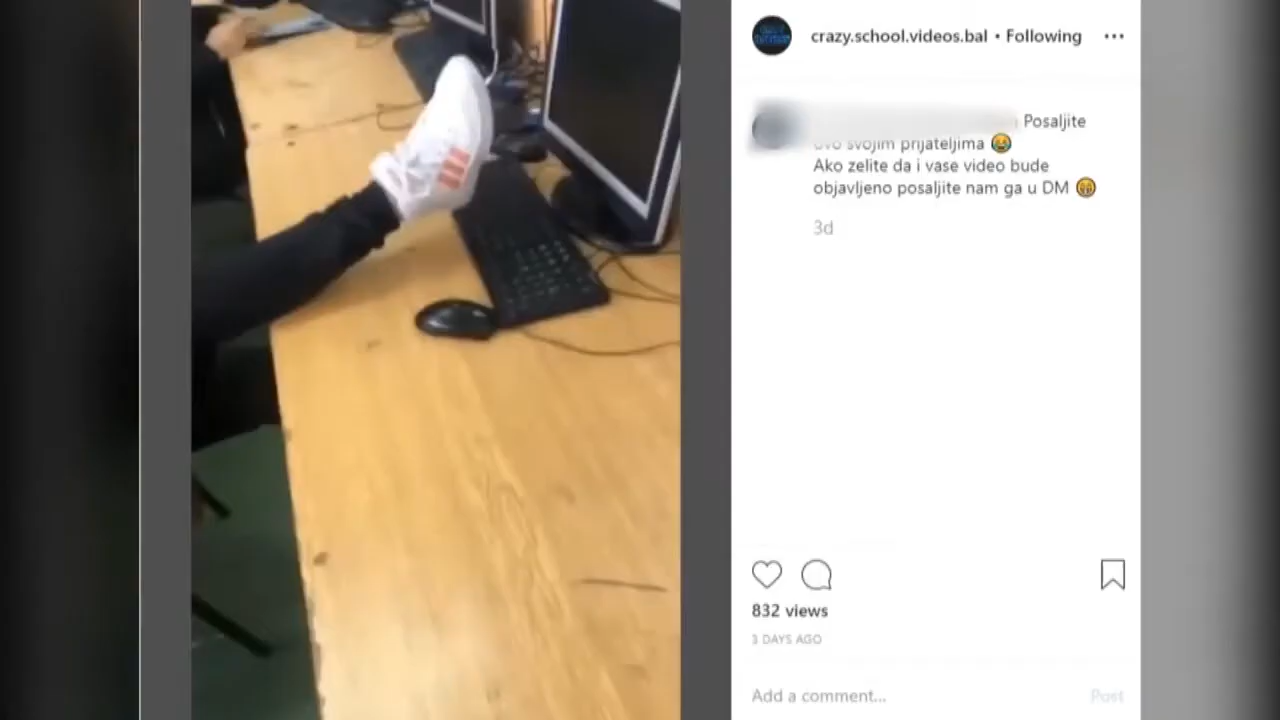 crazy.school.videos.bal • Following
Posaljite
ovo svojim prijateljima 😂
Ako zelite da i vase video bude
objavljeno posaljite nam ga u DM 😁
3d
832 views
3 DAYS AGO
Add a comment...
Post